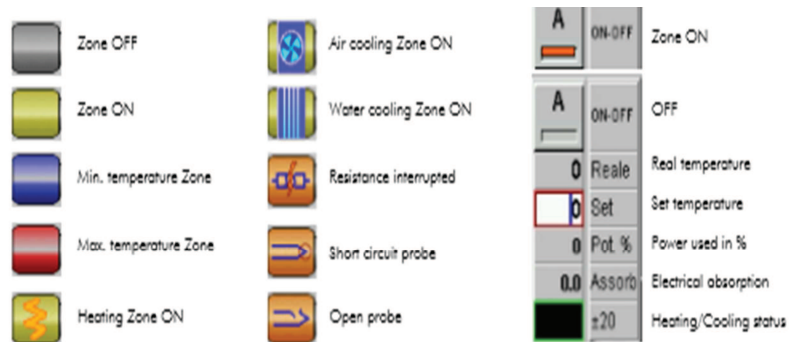 Zone OFF
Zone ON
Min. temperature Zone
Max. temperature Zone
Heating Zone ON
Air cooling Zone ON
Water cooling Zone ON
Resistance interrupted
Short circuit probe
Open probe
A ON-OFF Zone ON
A ON-OFF OFF
0 Reale Real temperature
0 Set Set temperature
0 Pot. % Power used in %
0.0 Assorb Electrical absorption
±20 Heating/Cooling status